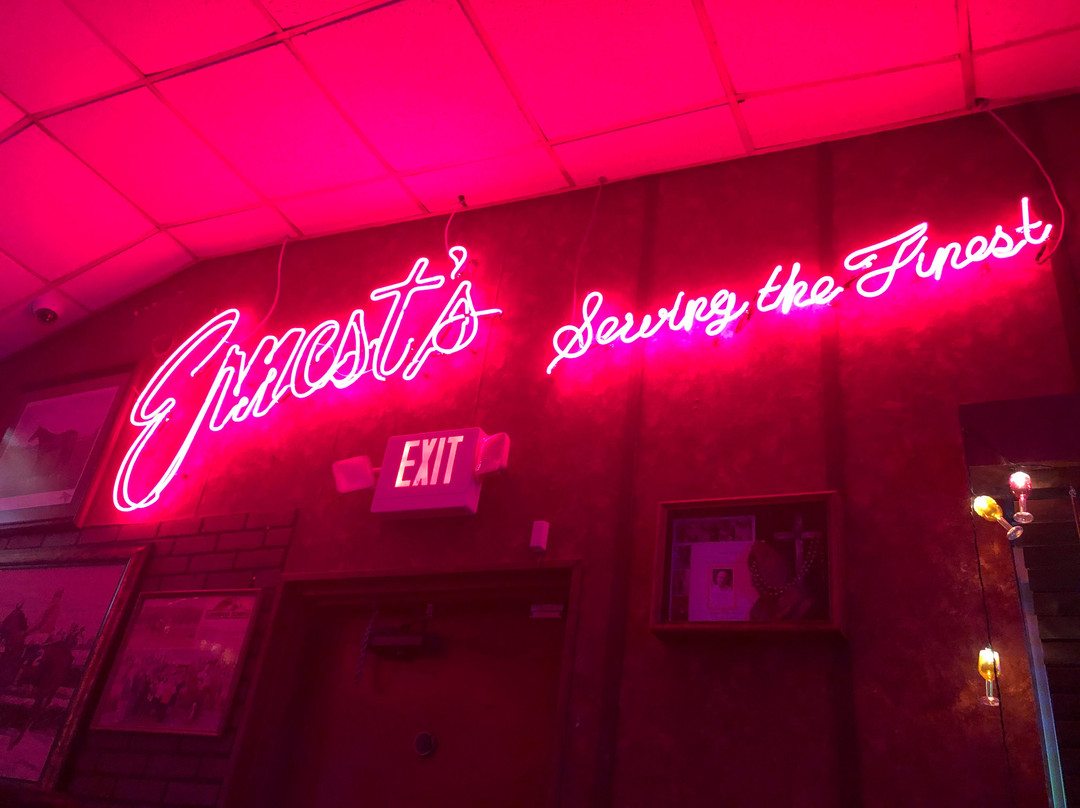 Ernest's
Serving the Finest
EXIT